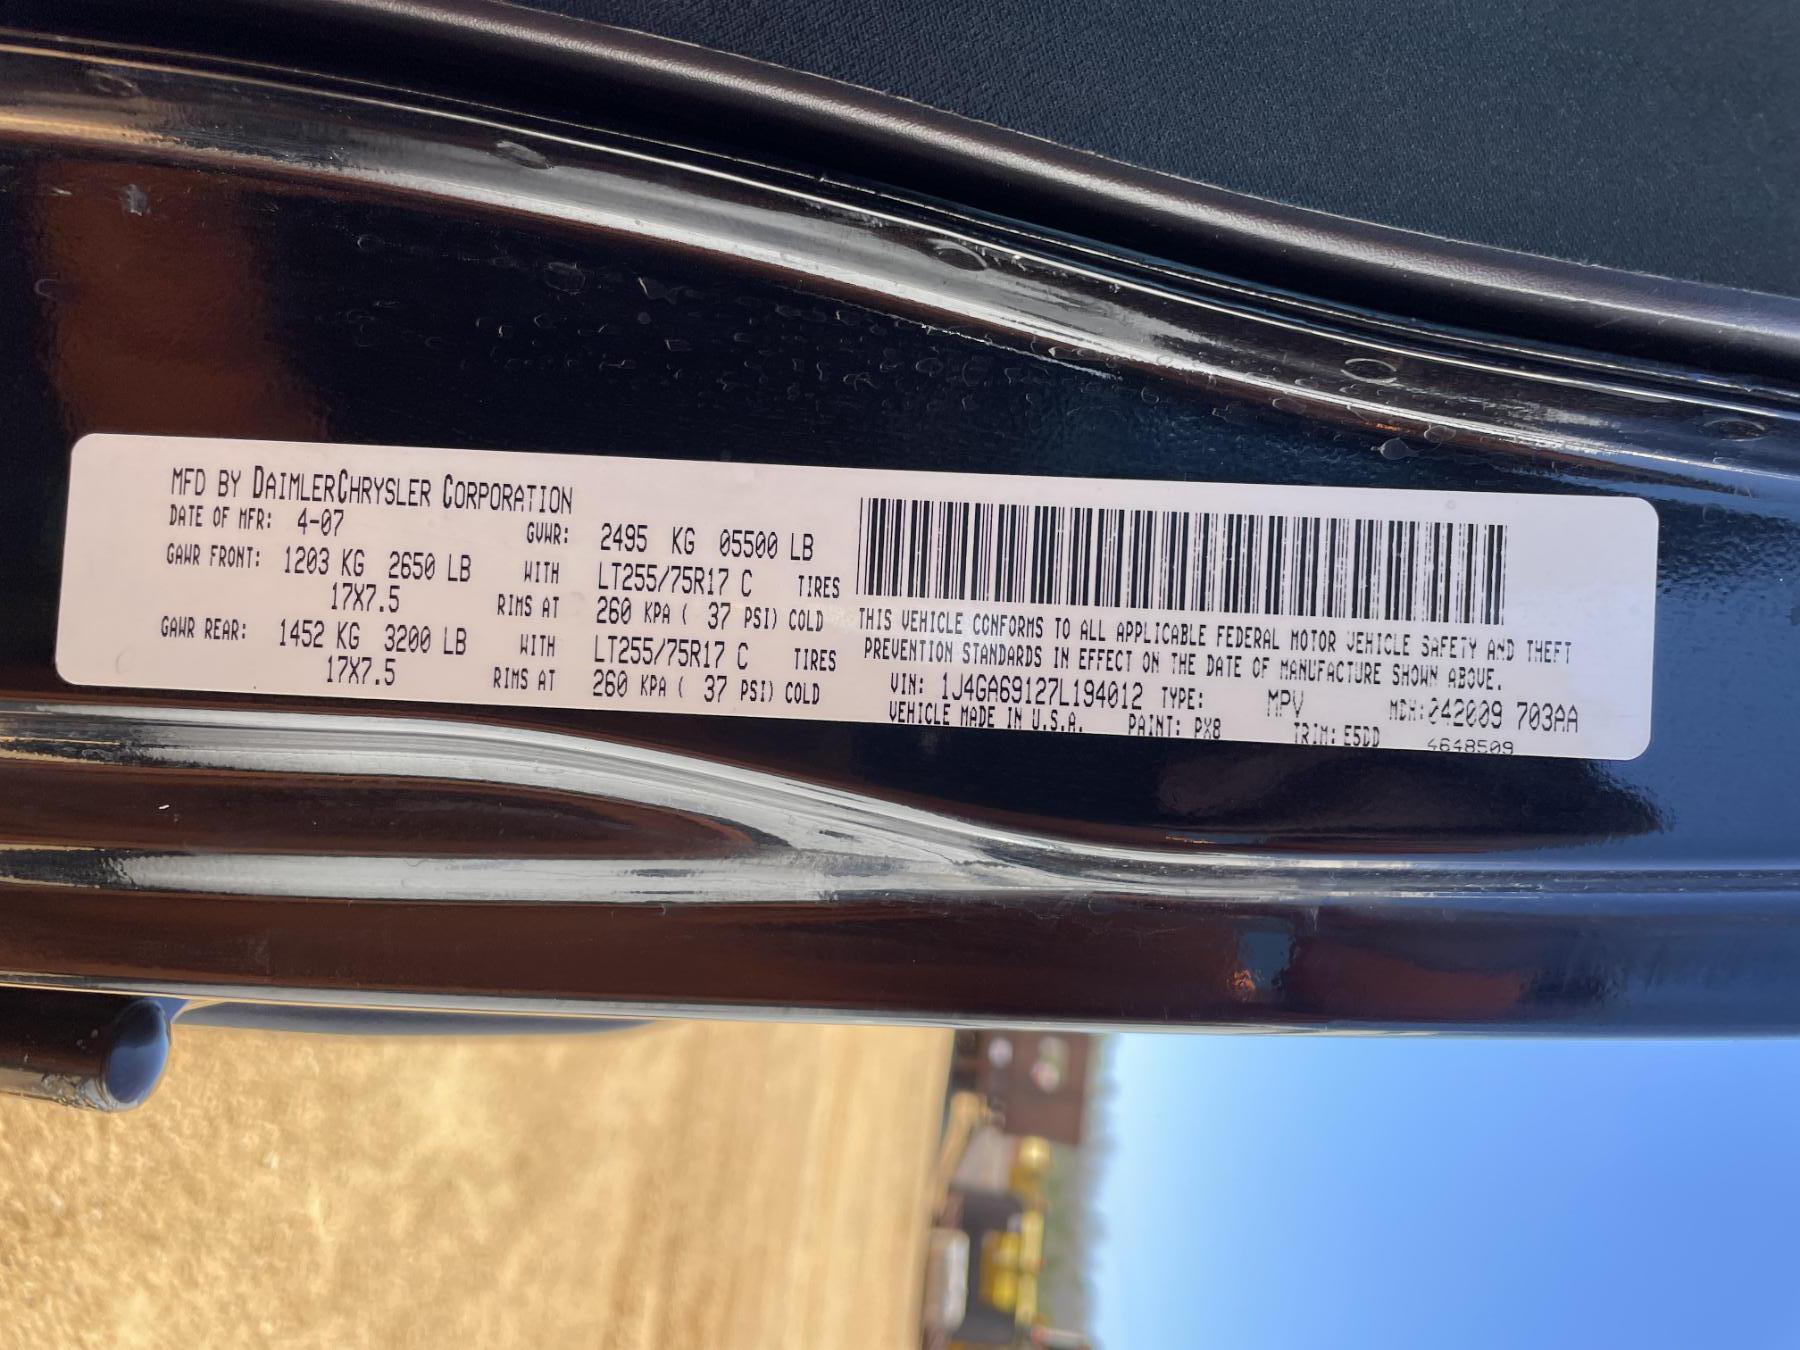 MFD BY DAIMLERCHRYSLER CORPORATION
DATE OF MFR: 4-07 GVWR: 2495 KG 05500 LB
GAWR FRONT: 1203 KG 2650 LB WITH LT255/75R17 C TIRES
17X7.5 RIMS AT 260 KPA ( 37 PSI) COLD
GAWR REAR: 1452 KG 3200 LB WITH LT255/75R17 C TIRES
17X7.5 RIMS AT 260 KPA ( 37 PSI) COLD
THIS VEHICLE CONFORMS TO ALL APPLICABLE FEDERAL MOTOR VEHICLE SAFETY AND THEFT
PREVENTION STANDARDS IN EFFECT ON THE DATE OF MANUFACTURE SHOWN ABOVE.
VIN: 1J4GA69127L194012 TYPE: MPV MDH:042009 703AA
VEHICLE MADE IN U.S.A. PAINT: PX8 TRIM: E5DD 4648509